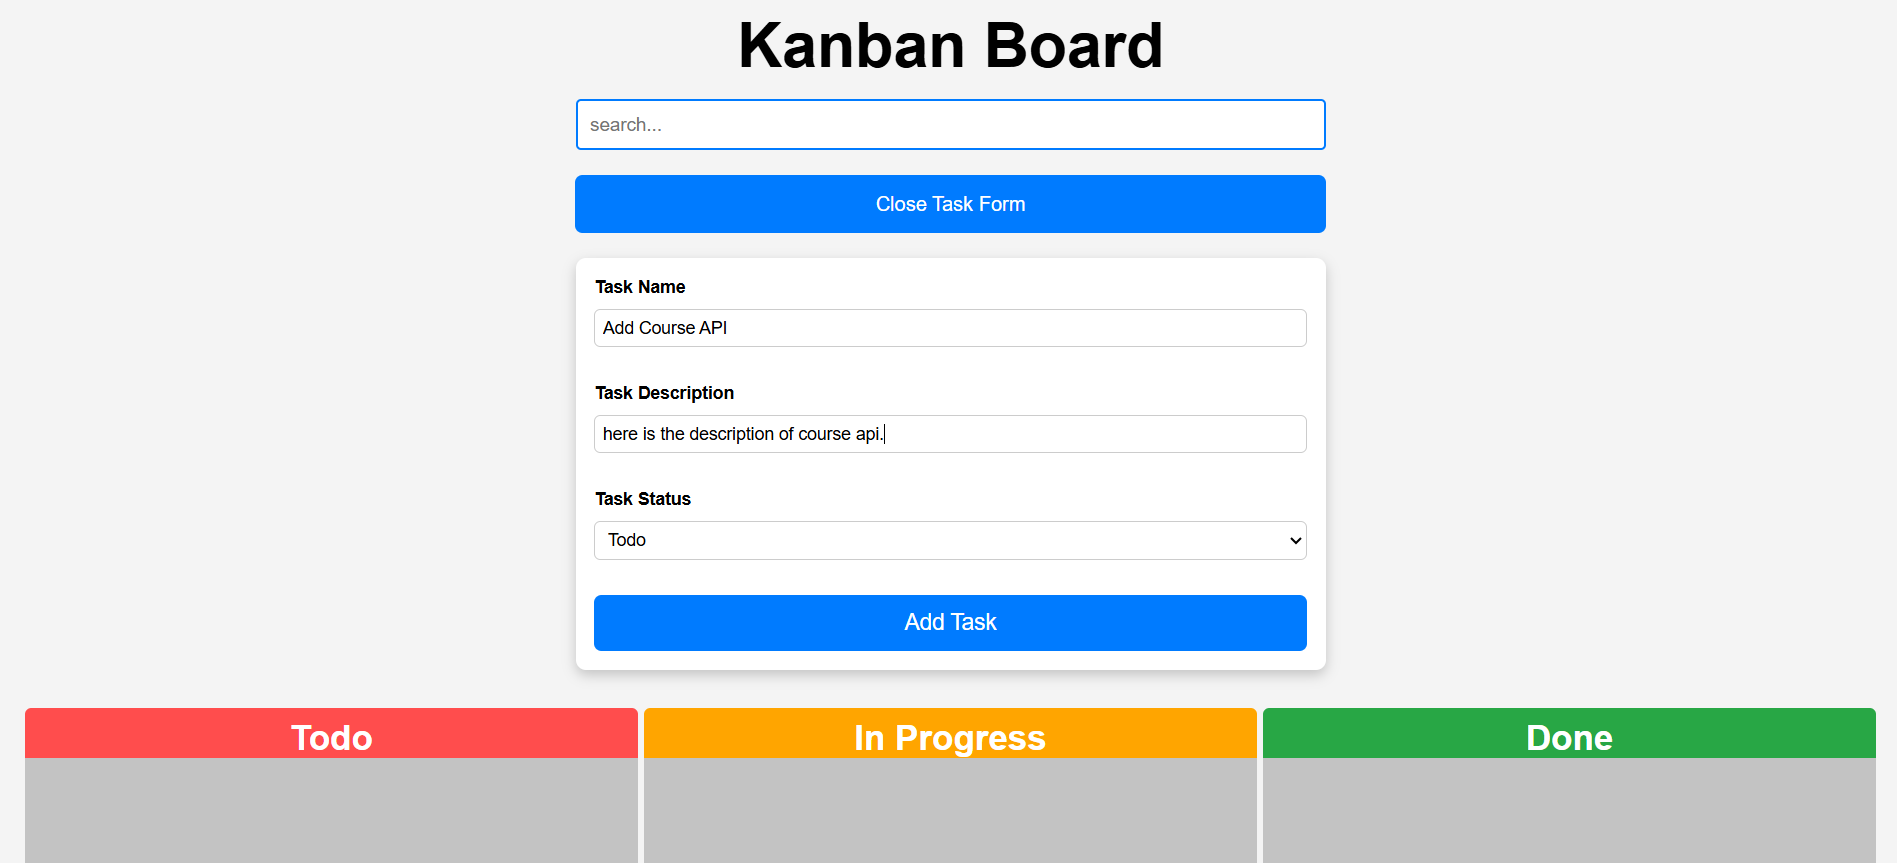 Kanban Board
search...
Close Task Form
Task Name
Add Course API
Task Description
here is the description of course api.
Task Status
Todo
Add Task
Todo
In Progress
Done